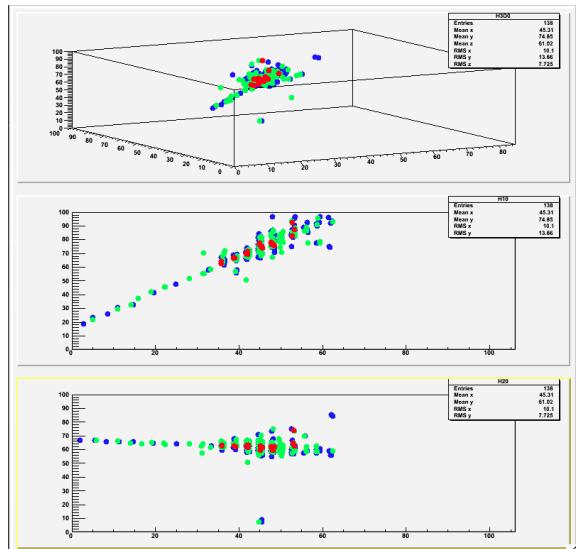 H3D0
Entries 138
Mean x 45.31
Mean y 74.85
Mean z 61.02
RMS x 10.1
RMS y 13.66
RMS z 7.725
100
90
80
70
60
50
40
30
20
10
0
100 90 80 70 60 50 40 30 20 10 0
0 10 20 30 40 50 60 70 80
H10
Entries 138
Mean x 45.31
Mean y 74.85
RMS x 10.1
RMS y 13.66
100
90
80
70
60
50
40
30
20
10
0
0 20 40 60 80 100
H20
Entries 138
Mean x 45.31
Mean y 61.02
RMS x 10.1
RMS y 7.725
100
90
80
70
60
50
40
30
20
10
0
0 20 40 60 80 100